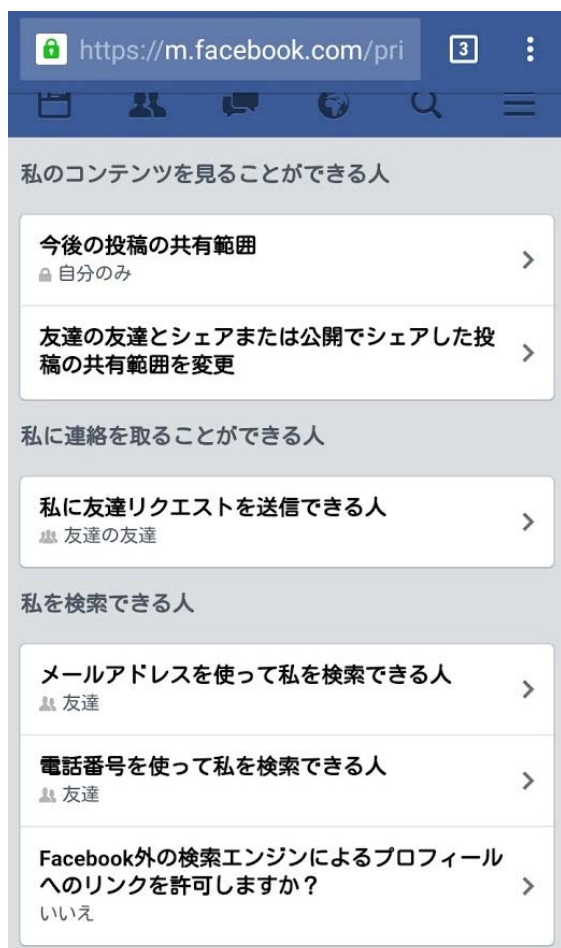 https://m.facebook.com/pri
3
私のコンテンツを見ることができる人
今後の投稿の共有範囲
自分のみ
友達の友達とシェアまたは公開でシェアした投
稿の共有範囲を変更
私に連絡を取ることができる人
私に友達リクエストを送信できる人
友達の友達
私を検索できる人
メールアドレスを使って私を検索できる人
友達
電話番号を使って私を検索できる人
友達
Facebook外の検索エンジンによるプロフィール
へのリンクを許可しますか？
いいえ